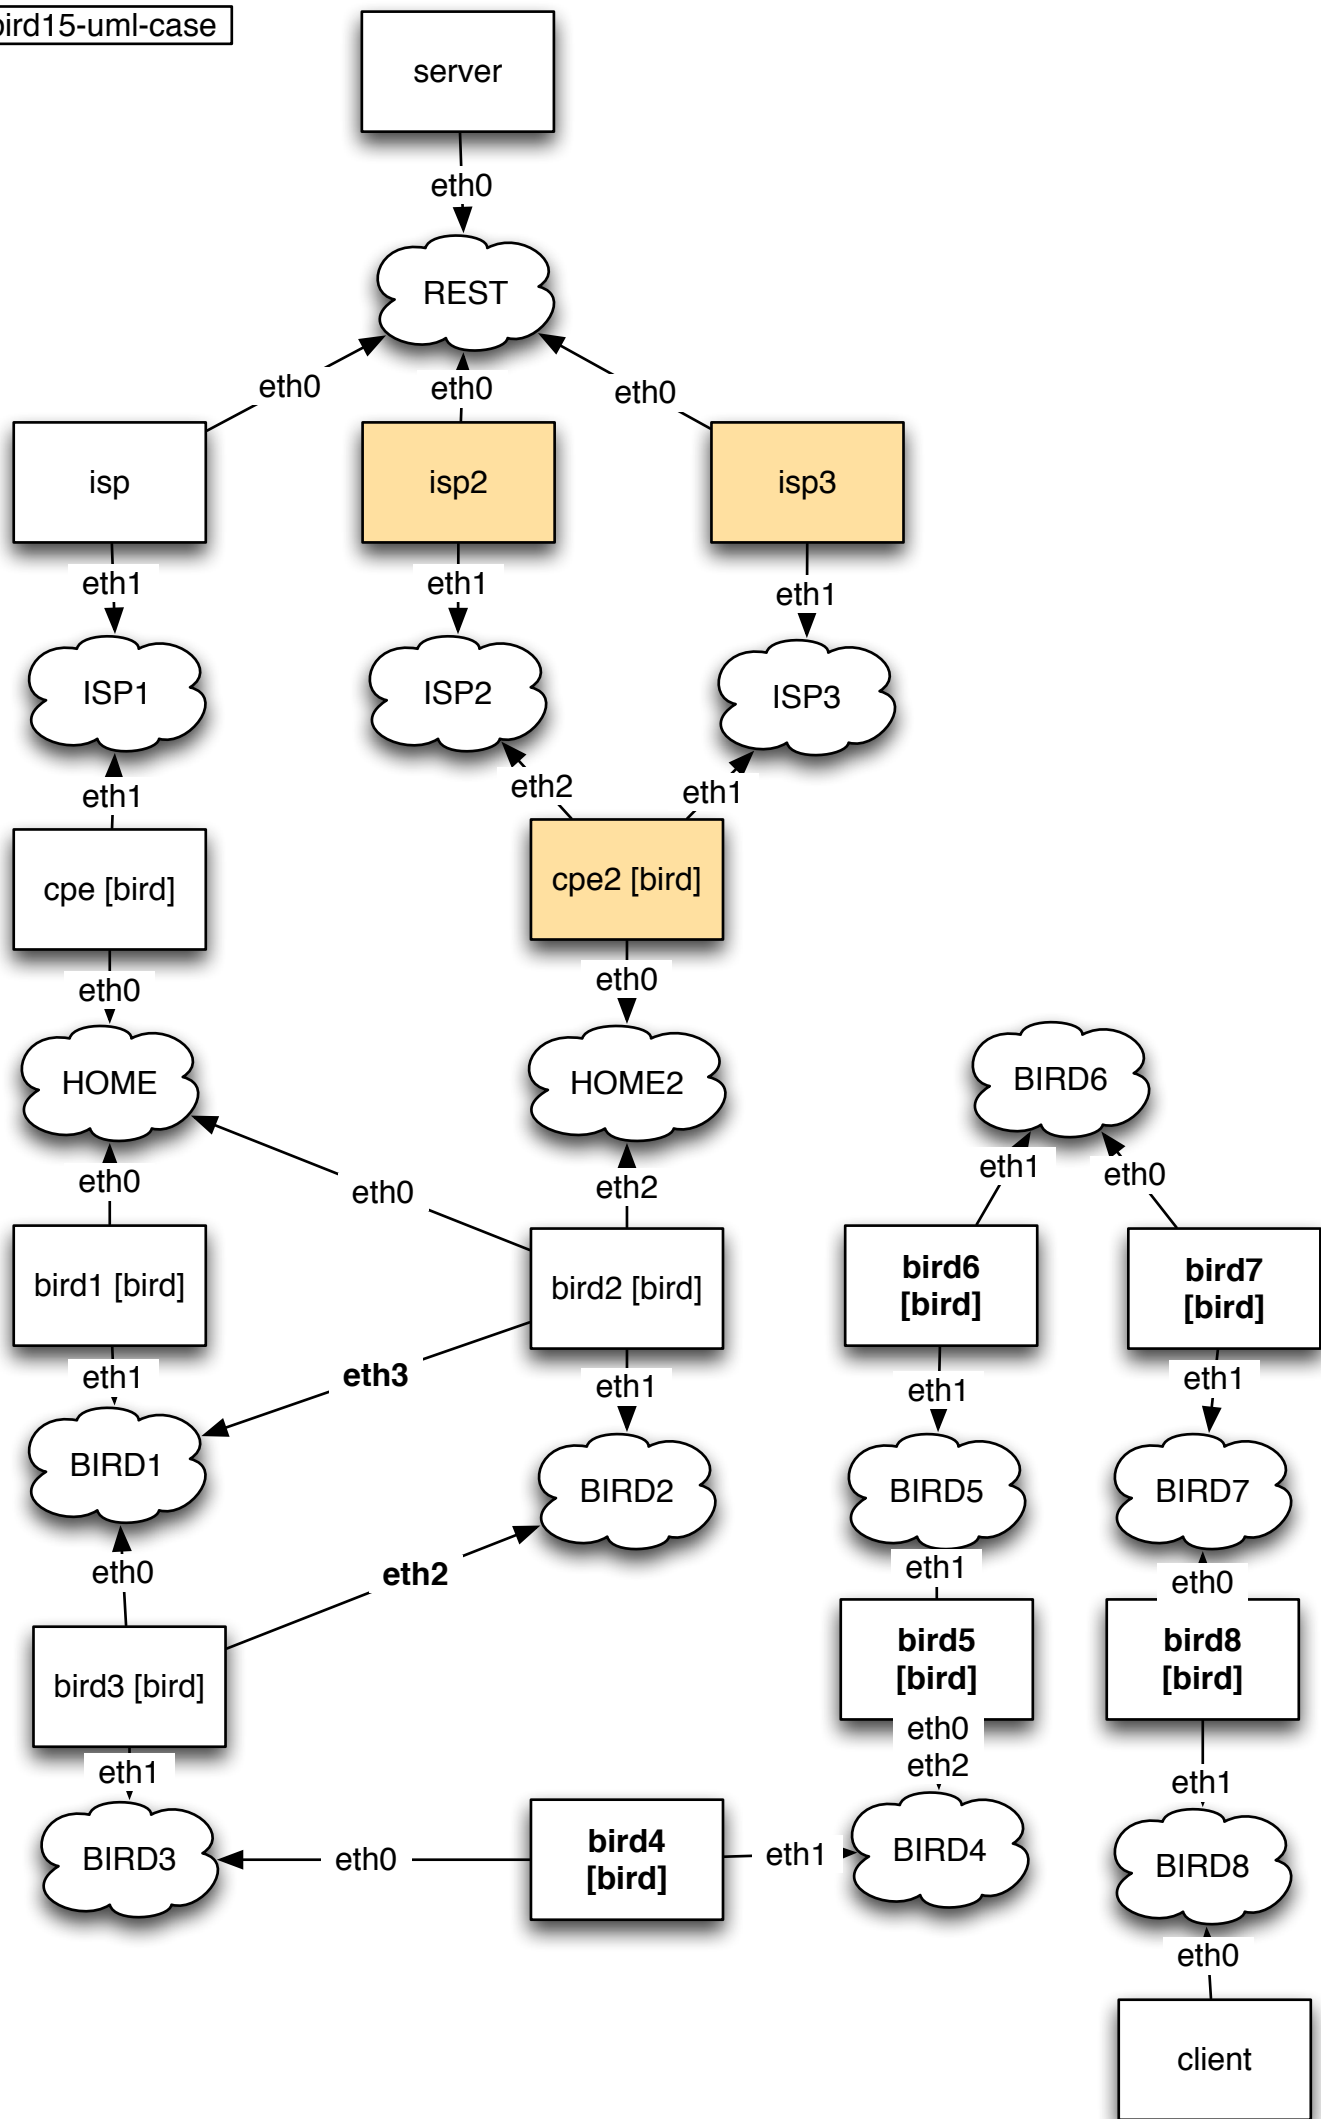 bird15-uml-case
server
eth0
REST
eth0
eth0
eth0
isp
isp2
isp3
eth1
eth1
eth1
ISP1
ISP2
ISP3
eth1
eth2
eth1
cpe [bird]
cpe2 [bird]
eth0
eth0
HOME
HOME2
BIRD6
eth0
eth0
eth2
eth1
eth0
bird1 [bird]
bird2 [bird]
bird6
[bird]
bird7
[bird]
eth1
eth3
eth1
eth1
eth1
BIRD1
BIRD2
BIRD5
BIRD7
eth0
eth2
eth1
eth0
bird3 [bird]
bird5
[bird]
bird8
[bird]
eth0
eth2
eth1
eth1
BIRD3
eth0
bird4
[bird]
eth1
BIRD4
BIRD8
eth0
client